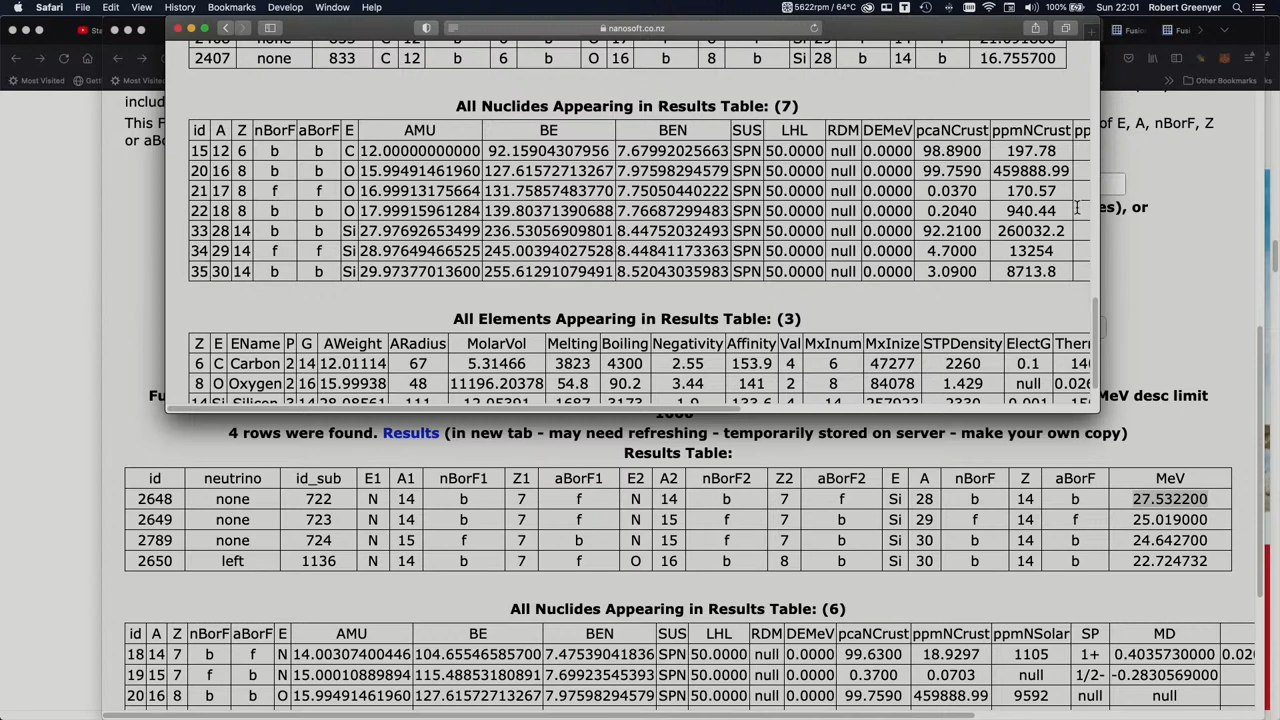 Safari File Edit View History Bookmarks Develop Window Help 5622rpm / 64°C Sun 22:01 Robert Greenyer
Sta nanosoft.co.nz Fusion Fusi
Most Visited Gett Most Visited Other Bookmarks
2407 none 833 C 12 b 6 b O 16 b 8 b Si 28 b 14 b 16.755700
includ
This F of E, A, nBorF, Z
or aBo
es), or
All Nuclides Appearing in Results Table: (7)
id A Z nBorF aBorF E AMU BE BEN SUS LHL RDM DEMeV pcaNCrust ppmNCrust pp
15 12 6 b b C 12.00000000000 92.15904307956 7.67992025663 SPN 50.0000 null 0.0000 98.8900 197.78
20 16 8 b b O 15.99491461960 127.61572713267 7.97598294579 SPN 50.0000 null 0.0000 99.7590 459888.99
21 17 8 f f O 16.99913175664 131.75857483770 7.75050440222 SPN 50.0000 null 0.0000 0.0370 170.57
22 18 8 b b O 17.99915961284 139.80371390688 7.76687299483 SPN 50.0000 null 0.0000 0.2040 940.44
33 28 14 b b Si 27.97692653499 236.53056909801 8.44752032493 SPN 50.0000 null 0.0000 92.2100 260032.2
34 29 14 f f Si 28.97649466525 245.00394027528 8.44841173363 SPN 50.0000 null 0.0000 4.7000 13254
35 30 14 b b Si 29.97377013600 255.61291079491 8.52043035983 SPN 50.0000 null 0.0000 3.0900 8713.8
All Elements Appearing in Results Table: (3)
Z E EName P G AWeight ARadius MolarVol Melting Boiling Negativity Affinity Val MxInum MxInize STPDensity ElectG Therr
6 C Carbon 2 14 12.01114 67 5.31466 3823 4300 2.55 153.9 4 6 47277 2260 0.1 140
8 O Oxygen 2 16 15.99938 48 11196.20378 54.8 90.2 3.44 141 2 8 84078 1.429 null 0.026
Fu MeV desc limit
1000
4 rows were found. Results (in new tab - may need refreshing - temporarily stored on server - make your own copy)
Results Table:
id neutrino id_sub E1 A1 nBorF1 Z1 aBorF1 E2 A2 nBorF2 Z2 aBorF2 E A nBorF Z aBorF MeV
2648 none 722 N 14 b 7 f N 14 b 7 f Si 28 b 14 b 27.532200
2649 none 723 N 14 b 7 f N 15 f 7 b Si 29 f 14 f 25.019000
2789 none 724 N 15 f 7 b N 15 f 7 b Si 30 b 14 b 24.642700
2650 left 1136 N 14 b 7 f O 16 b 8 b Si 30 b 14 b 22.724732
All Nuclides Appearing in Results Table: (6)
id A Z nBorF aBorF E AMU BE BEN SUS LHL RDM DEMeV pcaNCrust ppmNCrust ppmNSolar SP MD
18 14 7 b f N 14.00307400446 104.65546585700 7.47539041836 SPN 50.0000 null 0.0000 99.6300 18.9297 1105 1+ 0.4035730000 0.020
19 15 7 f b N 15.00010889894 115.48853180891 7.69923545393 SPN 50.0000 null 0.0000 0.3700 0.0703 null 1/2- -0.2830569000
20 16 8 b b O 15.99491461960 127.61572713267 7.97598294579 SPN 50.0000 null 0.0000 99.7590 459888.99 9592 null null